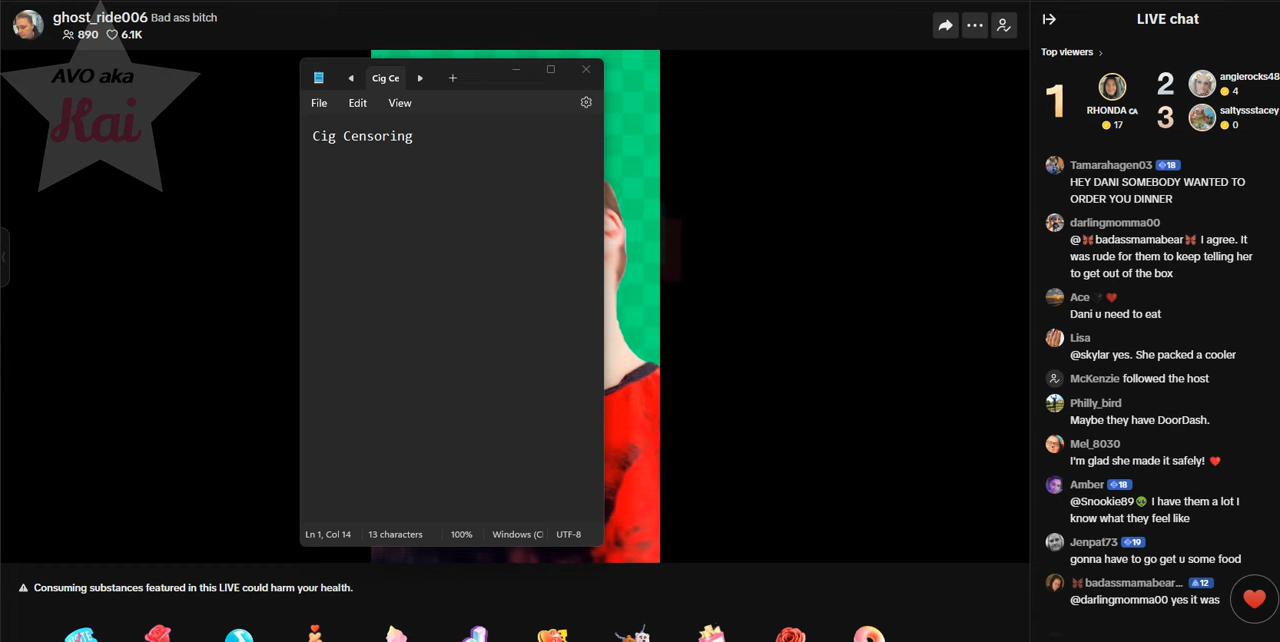 ghost_ride006 Bad ass bitch
890 6.1K
AVO aka
Kai
Cig Ce
File Edit View
Cig Censoring
Ln 1, Col 14 13 characters 100% Windows (C UTF-8
Consuming substances featured in this LIVE could harm your health.
LIVE chat
Top viewers
1
RHONDA CA
17
2
anglerocks48
4
3
saltyssstacey
0
Tamarahagen03 18
HEY DANI SOMEBODY WANTED TO
ORDER YOU DINNER
darlingmomma00
@🦋badassmamabear🦋 I agree. It
was rude for them to keep telling her
to get out of the box
Ace 🖤 ❤️
Dani u need to eat
Lisa
@skylar yes. She packed a cooler
McKenzie followed the host
Philly_bird
Maybe they have DoorDash.
Mel_8030
I'm glad she made it safely! ❤️
Amber 18
@Snookie89👽 I have them a lot I
know what they feel like
Jenpat73 19
gonna have to go get u some food
🦋badassmamabear... 12
@darlingmomma00 yes it was